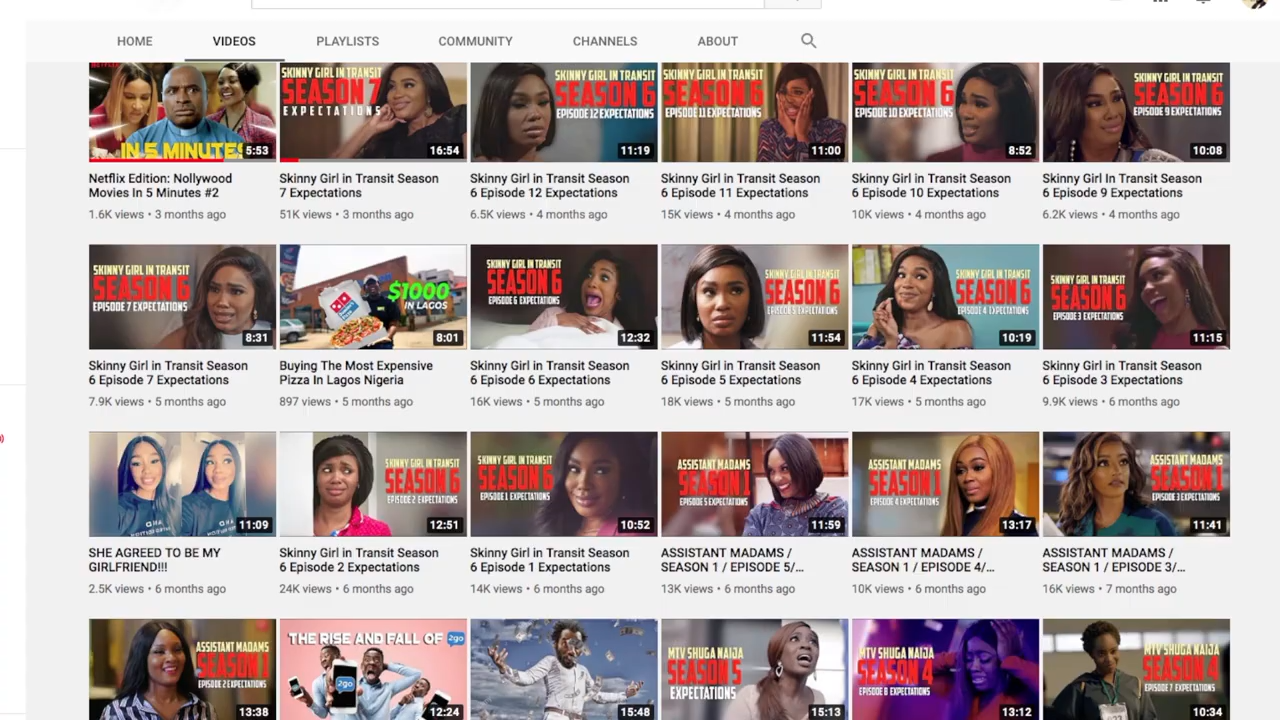 HOME VIDEOS PLAYLISTS COMMUNITY CHANNELS ABOUT
IN 5 MINUTES
5:53
SKINNY GIRL IN TRANSIT
SEASON 7
EXPECTATIONS
16:54
SKINNY GIRL IN TRANSIT
SEASON 6
EPISODE 12 EXPECTATIONS
11:19
SKINNY GIRL IN TRANSIT
SEASON 6
EPISODE 11 EXPECTATIONS
11:00
SKINNY GIRL IN TRANSIT
SEASON 6
EPISODE 10 EXPECTATIONS
8:52
SKINNY GIRL IN TRANSIT
SEASON 6
EPISODE 9 EXPECTATIONS
10:08
Netflix Edition: Nollywood
Movies In 5 Minutes #2
1.6K views • 3 months ago
Skinny Girl in Transit Season
7 Expectations
51K views • 3 months ago
Skinny Girl in Transit Season
6 Episode 12 Expectations
6.5K views • 4 months ago
Skinny Girl in Transit Season
6 Episode 11 Expectations
15K views • 4 months ago
Skinny Girl in Transit Season
6 Episode 10 Expectations
10K views • 4 months ago
Skinny Girl In Transit Season
6 Episode 9 Expectations
6.2K views • 4 months ago
SKINNY GIRL IN TRANSIT
SEASON 6
EPISODE 7 EXPECTATIONS
8:31
$1000
IN LAGOS
8:01
SKINNY GIRL IN TRANSIT
SEASON 6
EPISODE 6 EXPECTATIONS
12:32
SKINNY GIRL IN TRANSIT
SEASON 6
EPISODE 5 EXPECTATIONS
11:54
SKINNY GIRL IN TRANSIT
SEASON 6
EPISODE 4 EXPECTATIONS
10:19
SKINNY GIRL IN TRANSIT
SEASON 6
EPISODE 3 EXPECTATIONS
11:15
Skinny Girl in Transit Season
6 Episode 7 Expectations
7.9K views • 5 months ago
Buying The Most Expensive
Pizza In Lagos Nigeria
897 views • 5 months ago
Skinny Girl in Transit Season
6 Episode 6 Expectations
16K views • 5 months ago
Skinny Girl in Transit Season
6 Episode 5 Expectations
18K views • 5 months ago
Skinny Girl in Transit Season
6 Episode 4 Expectations
17K views • 5 months ago
Skinny Girl in Transit Season
6 Episode 3 Expectations
9.9K views • 6 months ago
11:09
SKINNY GIRL IN TRANSIT
SEASON 6
EPISODE 2 EXPECTATIONS
12:51
SKINNY GIRL IN TRANSIT
SEASON 6
EPISODE 1 EXPECTATIONS
10:52
ASSISTANT MADAMS
SEASON 1
EPISODE 5 EXPECTATIONS
11:59
ASSISTANT MADAMS
SEASON 1
EPISODE 4 EXPECTATIONS
13:17
ASSISTANT MADAMS
SEASON 1
EPISODE 3 EXPECTATIONS
11:41
SHE AGREED TO BE MY
GIRLFRIEND!!!
2.5K views • 6 months ago
Skinny Girl in Transit Season
6 Episode 2 Expectations
24K views • 6 months ago
Skinny Girl in Transit Season
6 Episode 1 Expectations
14K views • 6 months ago
ASSISTANT MADAMS /
SEASON 1 / EPISODE 5/...
13K views • 6 months ago
ASSISTANT MADAMS /
SEASON 1 / EPISODE 4/...
10K views • 6 months ago
ASSISTANT MADAMS /
SEASON 1 / EPISODE 3/...
16K views • 7 months ago
ASSISTANT MADAMS
SEASON 1
EPISODE 2 EXPECTATIONS
13:38
THE RISE AND FALL OF 2go
2go
12:24
15:48
MTV SHUGA NAIJA
SEASON 5
EXPECTATIONS
15:13
MTV SHUGA NAIJA
SEASON 4
EPISODE 8 EXPECTATIONS
13:12
MTV SHUGA NAIJA
SEASON 4
EPISODE 7 EXPECTATIONS
10:34